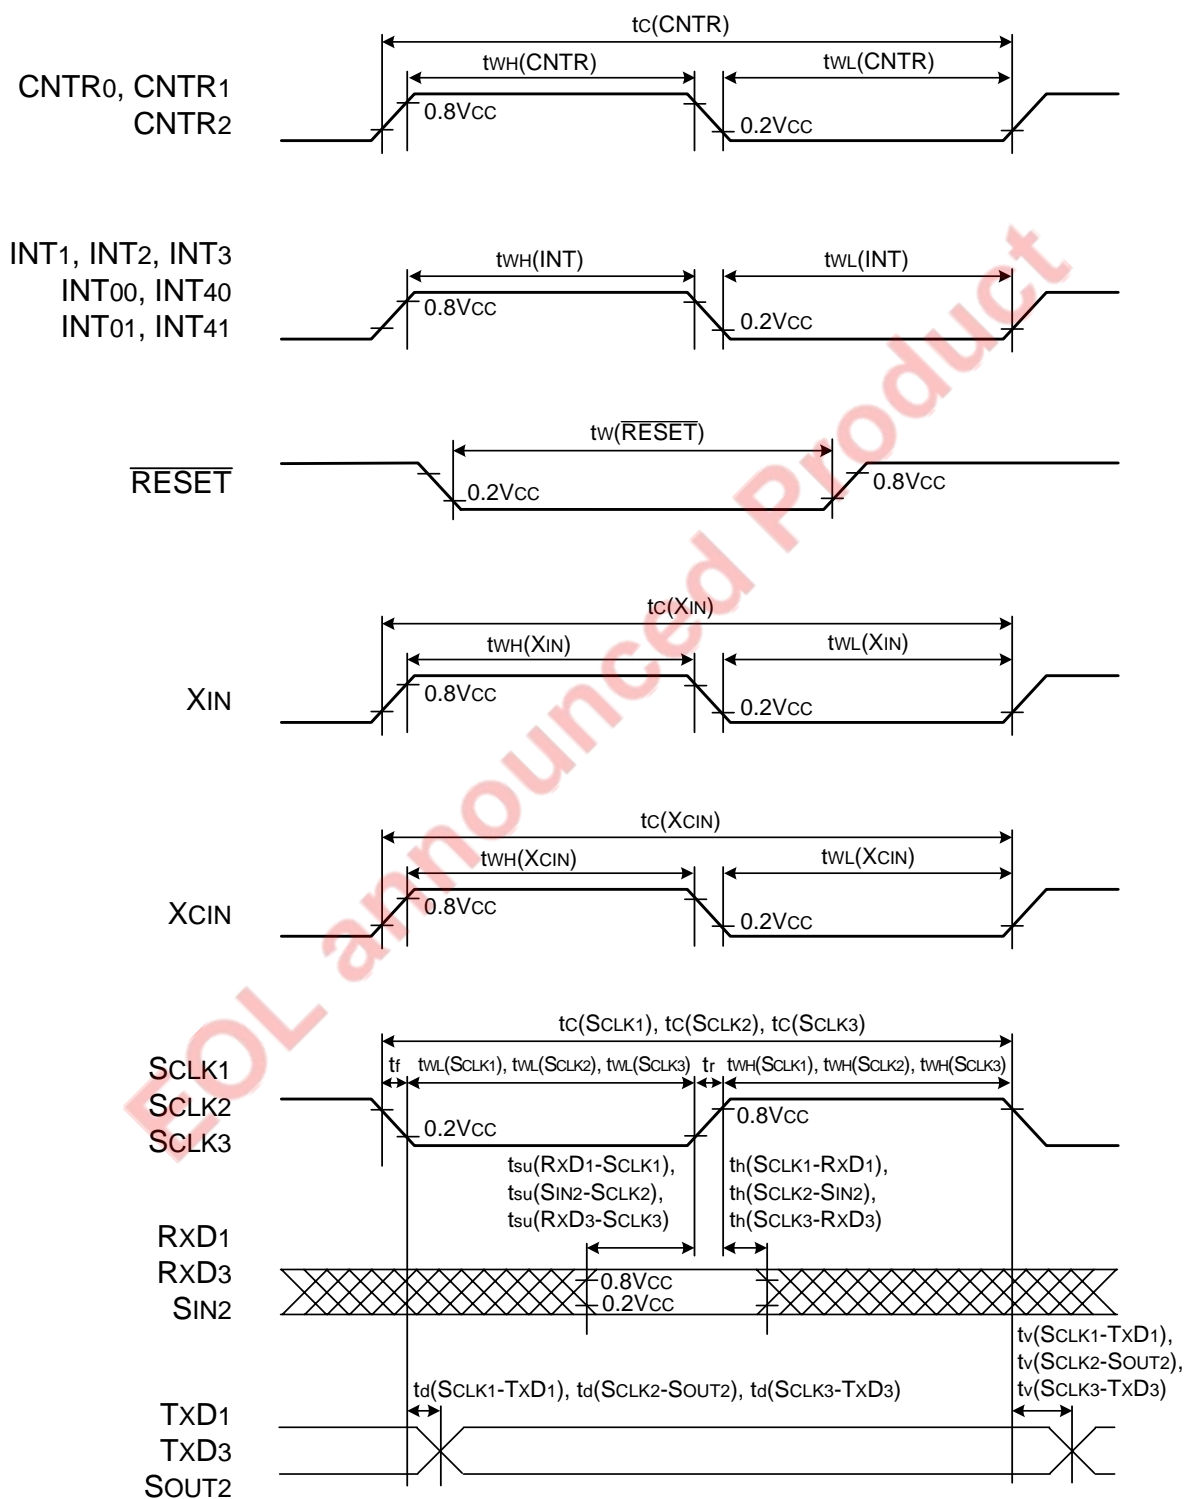 tC(CNTR)
tWH(CNTR) tWL(CNTR)
CNTR0, CNTR1
CNTR2
0.8VCC
0.2VCC
INT1, INT2, INT3
INT00, INT40
INT01, INT41
tWH(INT) tWL(INT)
0.8VCC
0.2VCC
tW(RESET)
RESET
0.2VCC
0.8VCC
tC(XIN)
tWH(XIN) tWL(XIN)
XIN
0.8VCC
0.2VCC
tC(XCIN)
tWH(XCIN) tWL(XCIN)
XCIN
0.8VCC
0.2VCC
tC(SCLK1), tC(SCLK2), tC(SCLK3)
tf tWL(SCLK1), tWL(SCLK2), tWL(SCLK3) tr tWH(SCLK1), tWH(SCLK2), tWH(SCLK3)
SCLK1
SCLK2
SCLK3
0.2VCC
0.8VCC
tsu(RXD1-SCLK1),
tsu(SIN2-SCLK2),
tsu(RXD3-SCLK3)
th(SCLK1-RXD1),
th(SCLK2-SIN2),
th(SCLK3-RXD3)
RXD1
RXD3
SIN2
0.8VCC
0.2VCC
tv(SCLK1-TXD1),
tv(SCLK2-SOUT2),
tv(SCLK3-TXD3)
td(SCLK1-TXD1), td(SCLK2-SOUT2), td(SCLK3-TXD3)
TXD1
TXD3
SOUT2
EOL announced Product